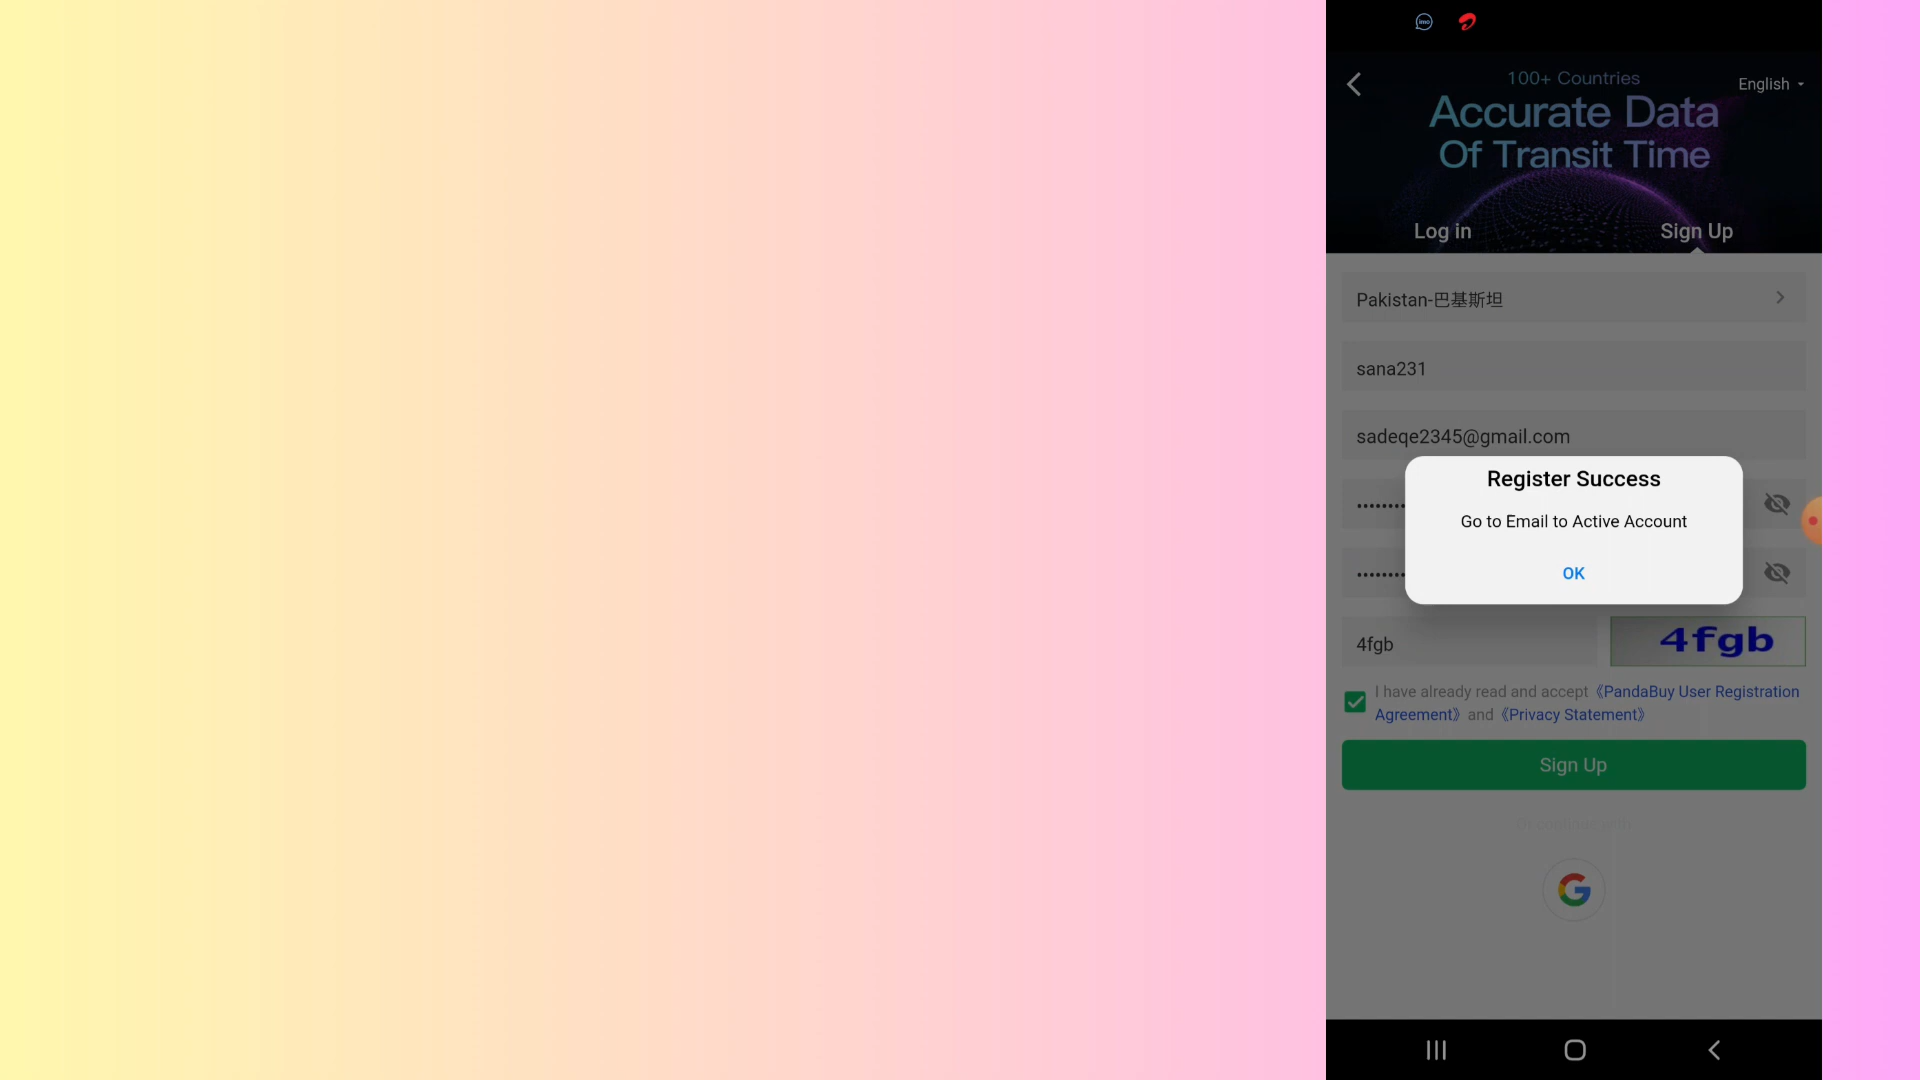 imo
100+ Countries
English
Accurate Data
Of Transit Time
Log in
Sign Up
Pakistan-巴基斯坦
sana231
sadeqe2345@gmail.com
Register Success
Go to Email to Active Account
OK
4fgb
4fgb
I have already read and accept 《PandaBuy User Registration
Agreement》 and 《Privacy Statement》
Sign Up